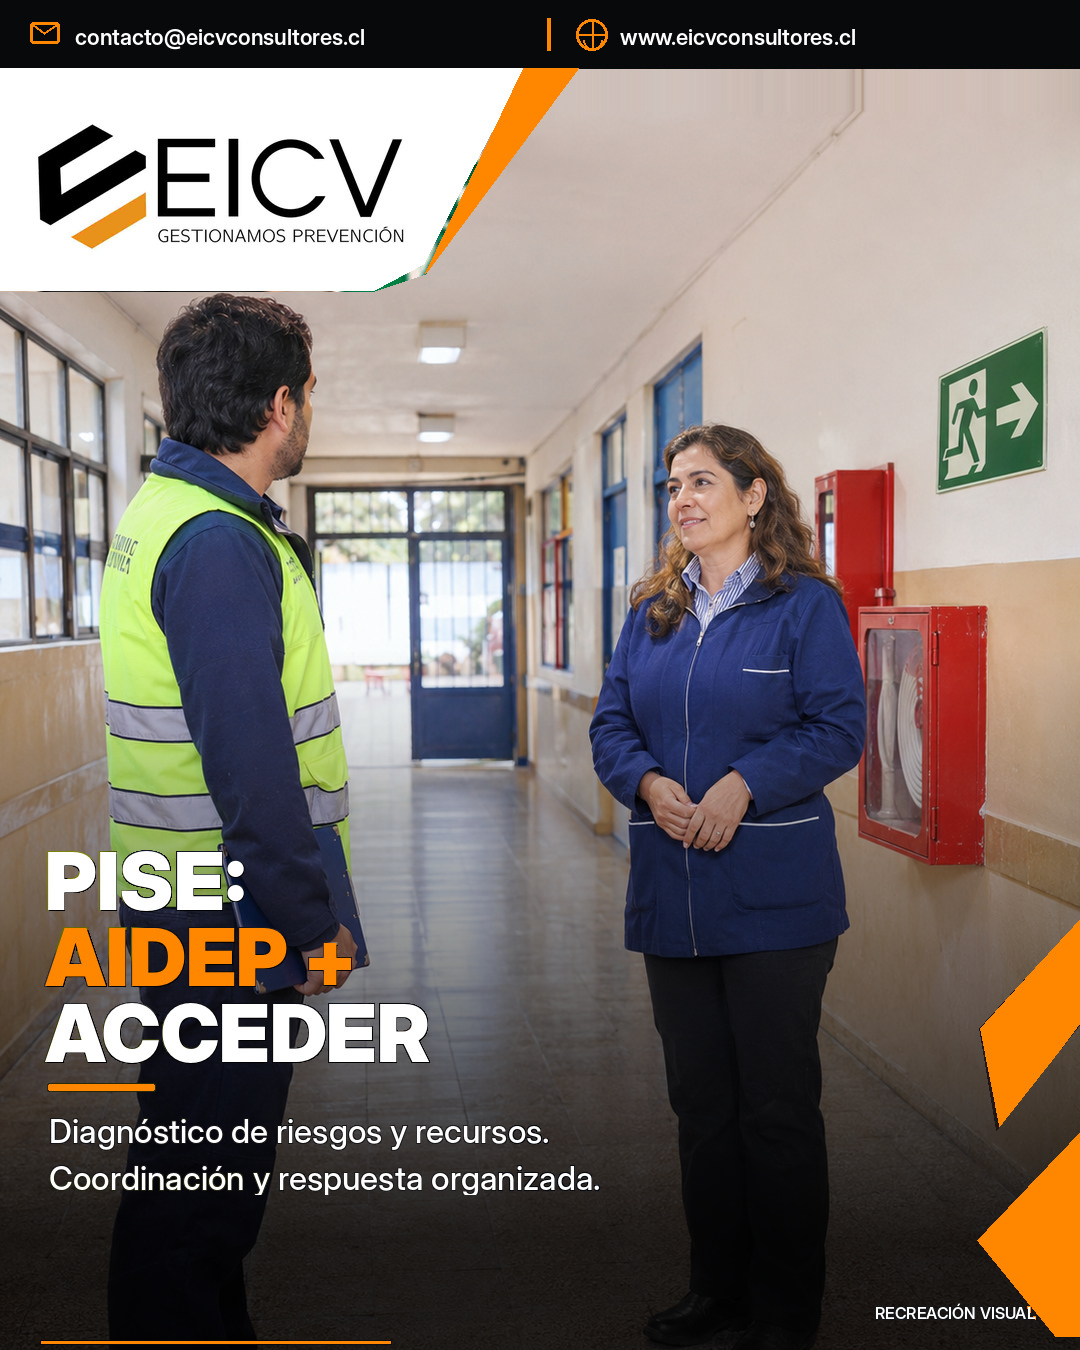 contacto@eicvconsultores.cl
www.eicvconsultores.cl
EICV
GESTIONAMOS PREVENCIÓN
PISE:
AIDEP +
ACCEDER
Diagnóstico de riesgos y recursos.
Coordinación y respuesta organizada.
RECREACIÓN VISUAL